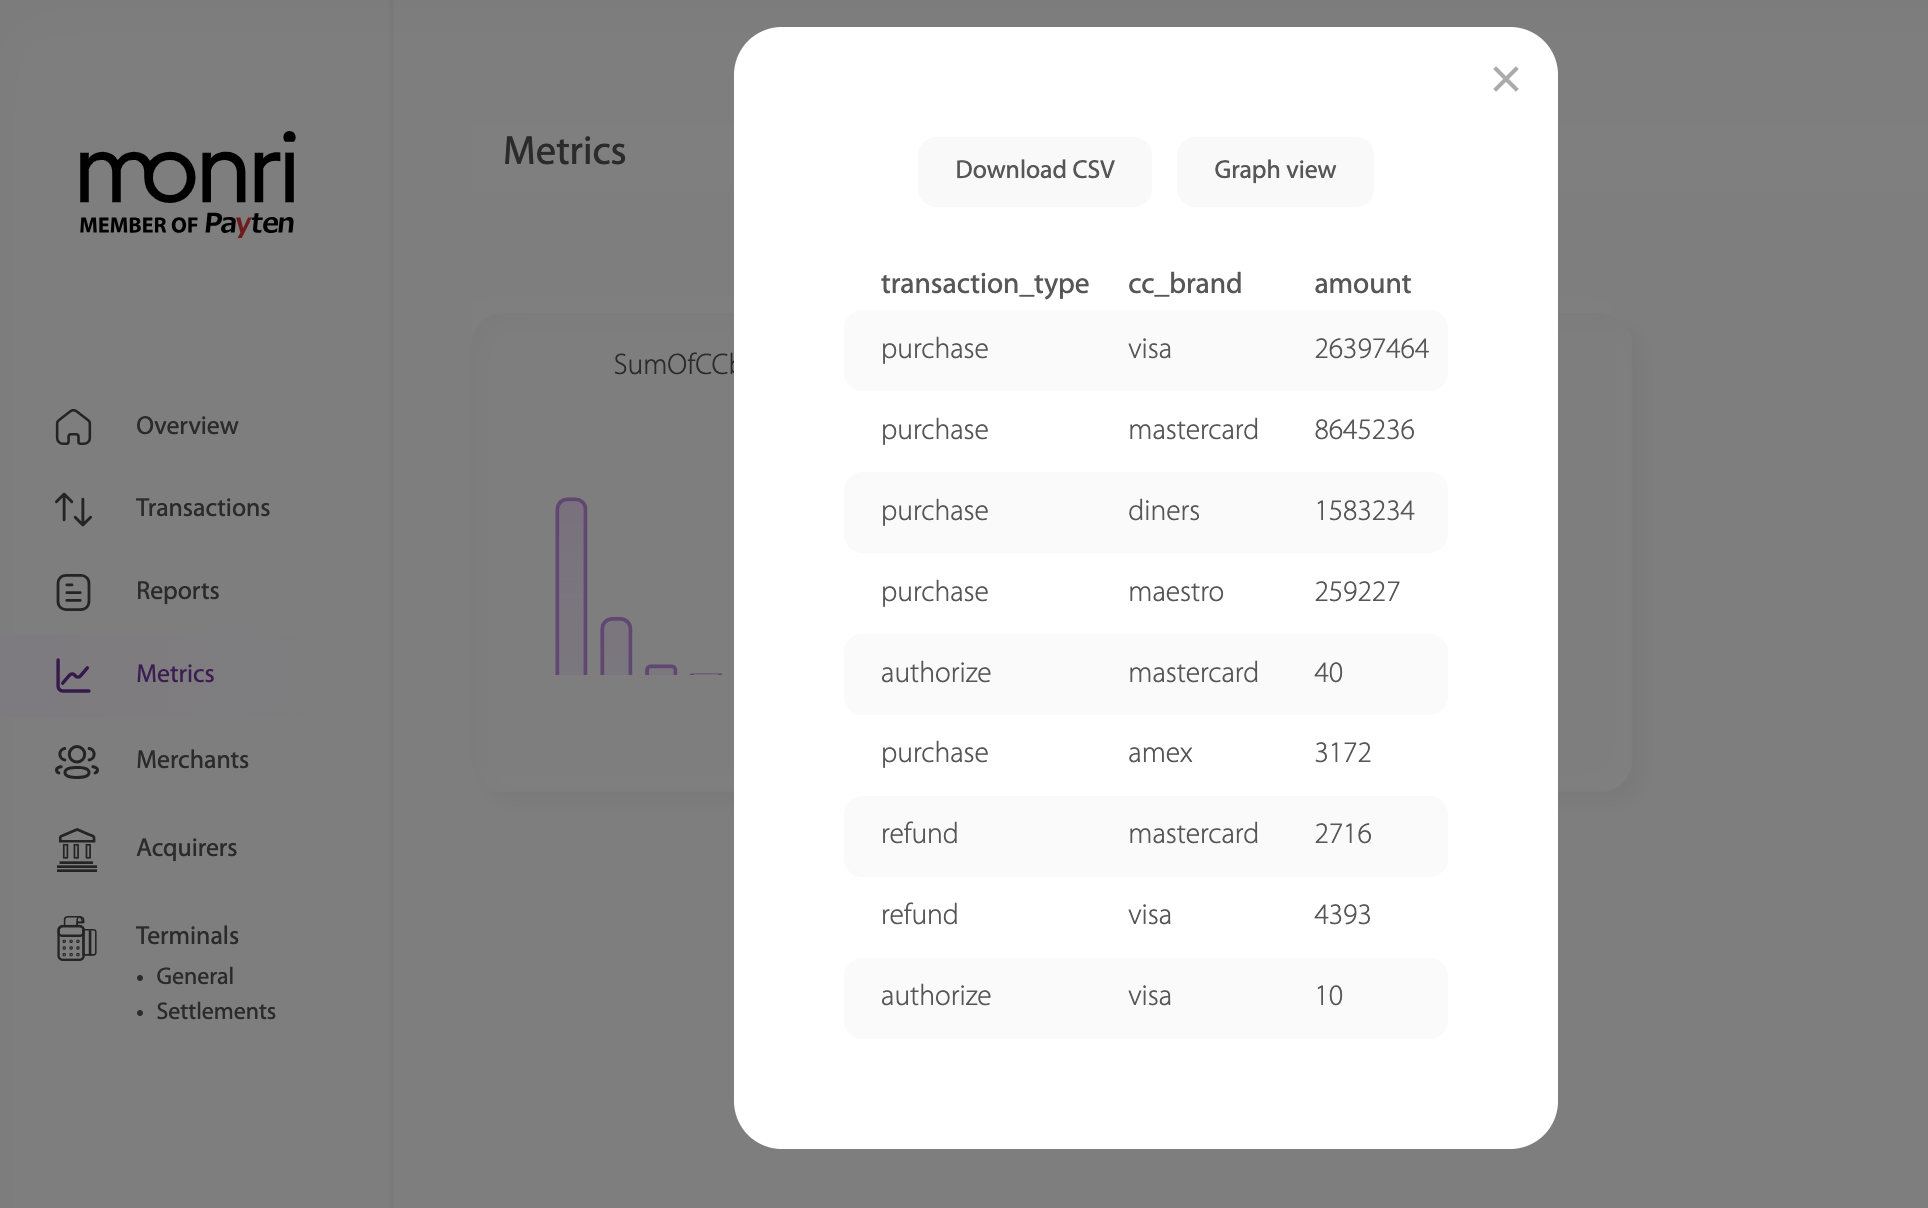 monri
MEMBER OF Payten
Overview
Transactions
Reports
Metrics
Merchants
Acquirers
Terminals
• General
• Settlements
Metrics
Download CSV
Graph view
transaction_type cc_brand amount
purchase visa 26397464
purchase mastercard 8645236
purchase diners 1583234
purchase maestro 259227
authorize mastercard 40
purchase amex 3172
refund mastercard 2716
refund visa 4393
authorize visa 10